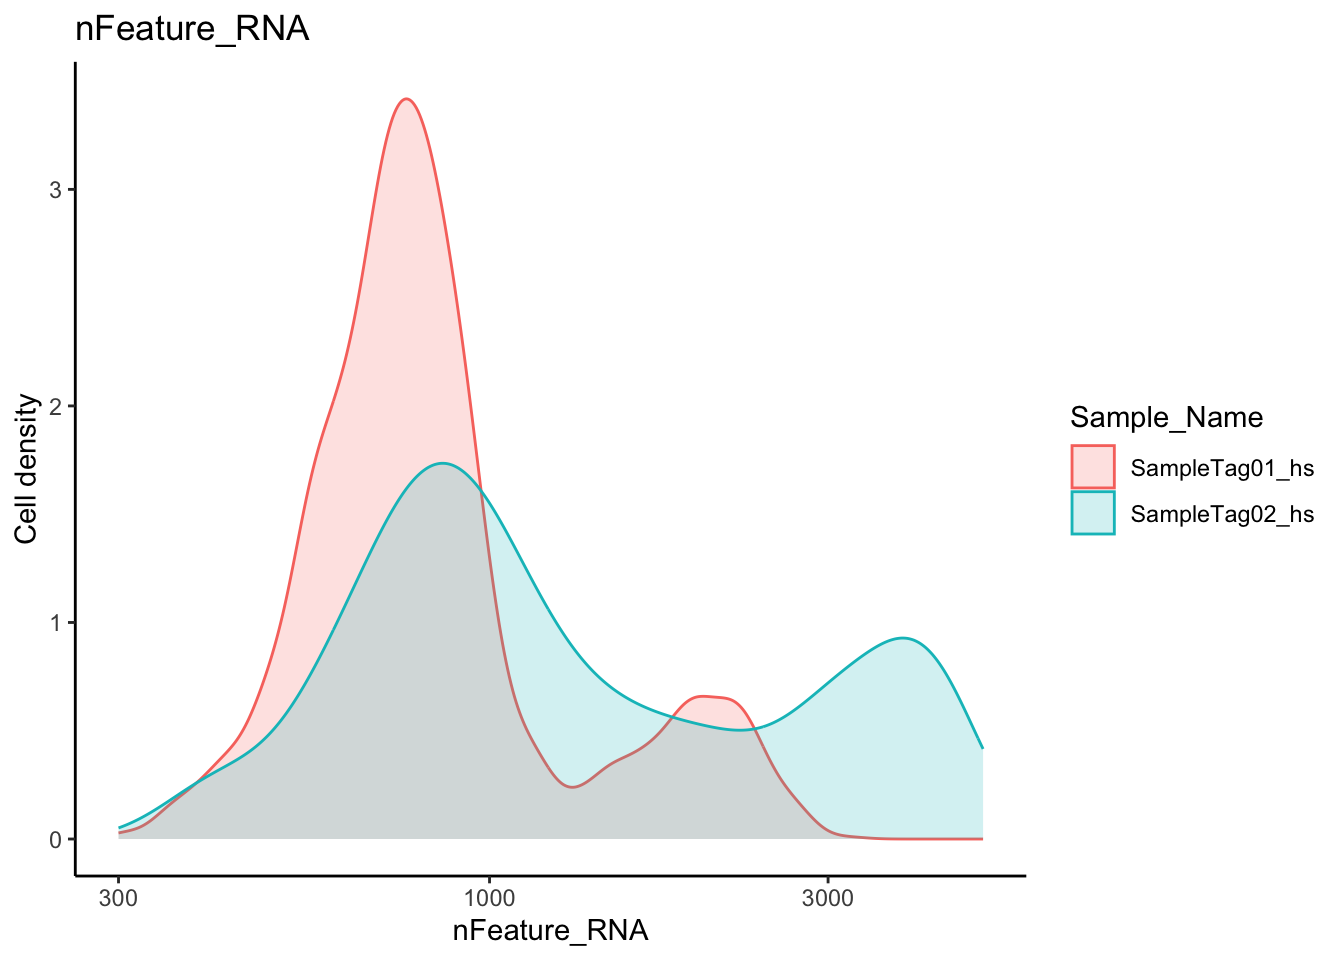 nFeature_RNA
Cell density
3
2
1
0
300
1000
3000
nFeature_RNA
Sample_Name
SampleTag01_hs
SampleTag02_hs